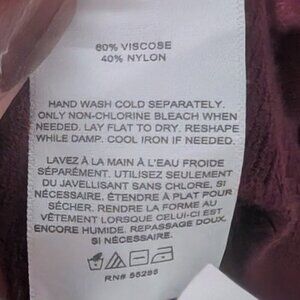 60% VISCOSE
40% NYLON
HAND WASH COLD SEPARATELY.
ONLY NON-CHLORINE BLEACH WHEN
NEEDED. LAY FLAT TO DRY. RESHAPE
WHILE DAMP. COOL IRON IF NEEDED.
LAVEZ À LA MAIN À L'EAU FROIDE
SÉPARÉMENT. UTILISEZ SEULEMENT
DU JAVELLISANT SANS CHLORE, SI
NÉCESSAIRE. ÉTENDRE À PLAT POUR
SÉCHER. RENDRE LA FORME AU
VÊTEMENT LORSQUE CELUI-CI EST
ENCORE HUMIDE. REPASSAGE DOUX,
SI NÉCESSAIRE.
RN# 55285